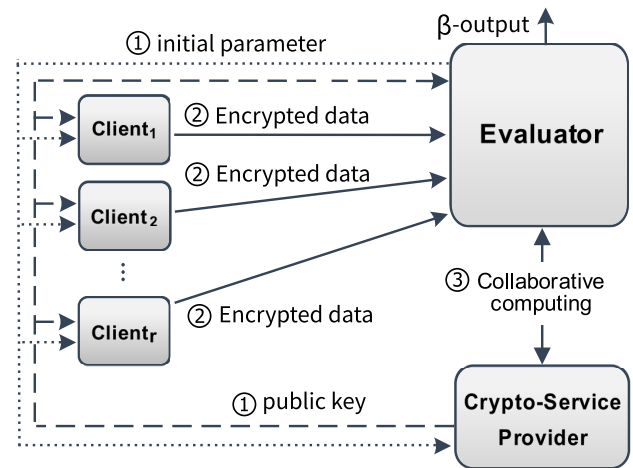 β-output
① initial parameter
Client1
② Encrypted data
Evaluator
② Encrypted data
Client2
⋮
③ Collaborative
computing
Clientr
② Encrypted data
① public key
Crypto-Service
Provider